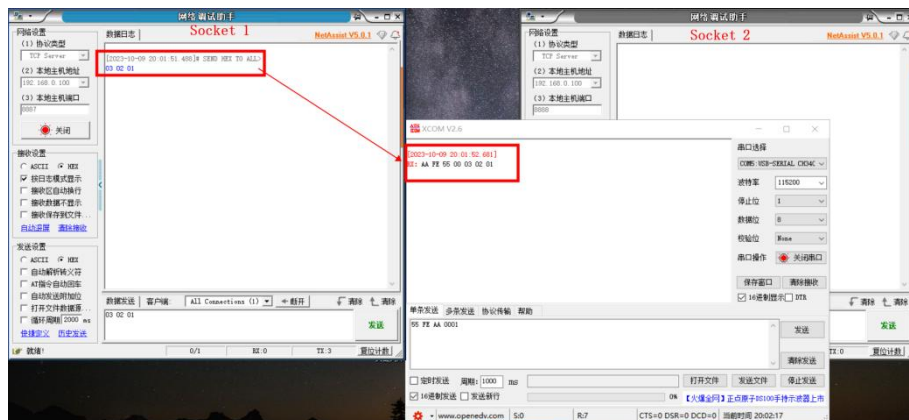 网络调试助手
网络设置
(1) 协议类型
TCP Server
(2) 本地主机地址
192.168.0.100
(3) 本地主机端口
8887
关闭
接收设置
ASCII HEX
按日志模式显示
接收区自动换行
接收数据不显示
接收保存到文件...
自动滚屏 清除接收
发送设置
ASCII HEX
自动解析转义符
AT指令自动回车
自动发送附加位
打开文件数据源...
循环周期 2000 ms
快捷定义 历史发送
就绪!
数据日志
Socket 1
NetAssist V5.0.1
[2023-10-09 20:01:51.488]# SEND HEX TO ALL>
03 02 01
数据发送 客户端: All Connections (1) 断开 清除 清除
03 02 01
发送
0/1 RX:0 TX:3 复位计数
网络调试助手
网络设置
(1) 协议类型
TCP Server
(2) 本地主机地址
192.168.0.100
(3) 本地主机端口
8888
数据日志
Socket 2
NetAssist V5.0.1
清除 清除
发送
TX:0 复位计数
XCOM V2.6
[2023-10-09 20:01:52.681]
RX: AA FE 55 00 03 02 01
串口选择
COM5:USB-SERIAL CH34C
波特率 115200
停止位 1
数据位 8
校验位 None
串口操作 关闭串口
保存窗口 清除接收
16进制显示 DTR
单条发送 多条发送 协议传输 帮助
55 FE AA 0001
发送
清除发送
定时发送 周期: 1000 ms 打开文件 发送文件 停止发送
16进制发送 发送新行 0% 【火爆全网】正点原子DS100手持示波器上市
www.openedv.com S:0 R:7 CTS=0 DSR=0 DCD=0 当前时间 20:02:17